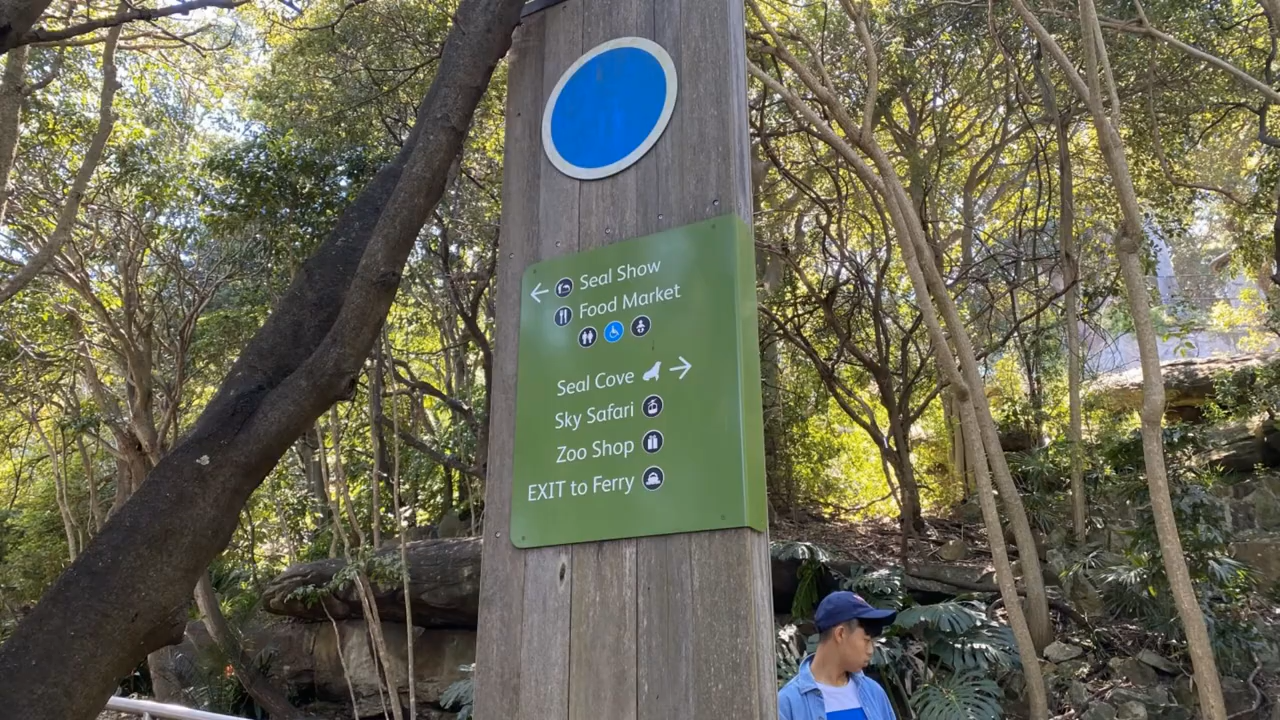 Seal Show
Food Market
Seal Cove
Sky Safari
Zoo Shop
EXIT to Ferry